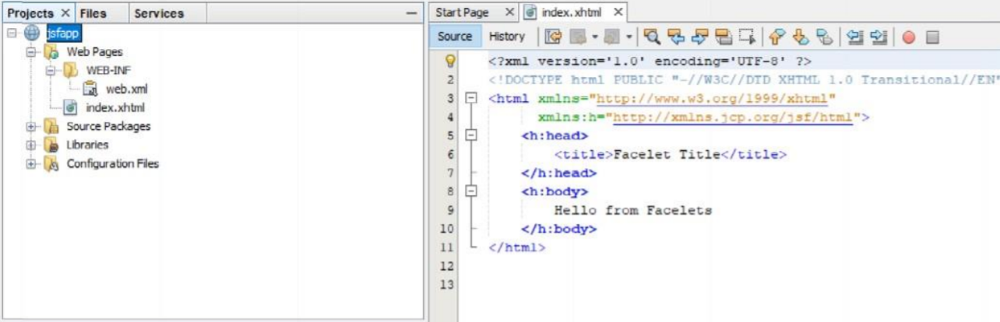 Projects × Files Services
jsfapp
Web Pages
WEB-INF
web.xml
index.xhtml
Source Packages
Libraries
Configuration Files
Start Page × index.xhtml ×
Source History
<?xml version='1.0' encoding='UTF-8' ?>
2 <!DOCTYPE html PUBLIC "-//W3C//DTD XHTML 1.0 Transitional//EN"
3 <html xmlns="http://www.w3.org/1999/xhtml"
4 xmlns:h="http://xmlns.jcp.org/jsf/html">
5 <h:head>
6 <title>Facelet Title</title>
7 </h:head>
8 <h:body>
9 Hello from Facelets
10 </h:body>
11 </html>
12
13